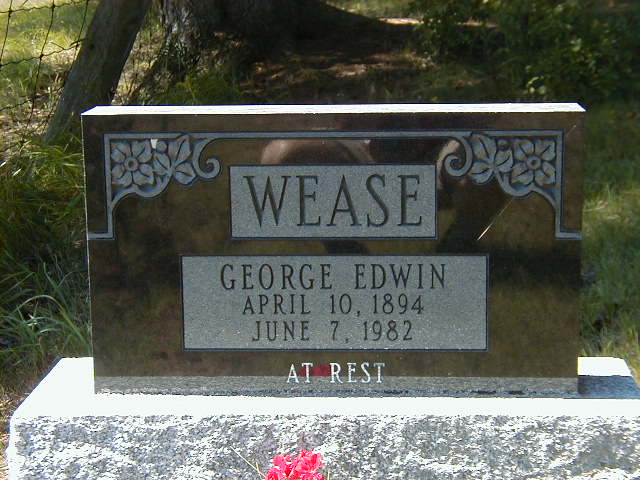 WEASE
GEORGE EDWIN
APRIL 10, 1894
JUNE 7, 1982
AT REST